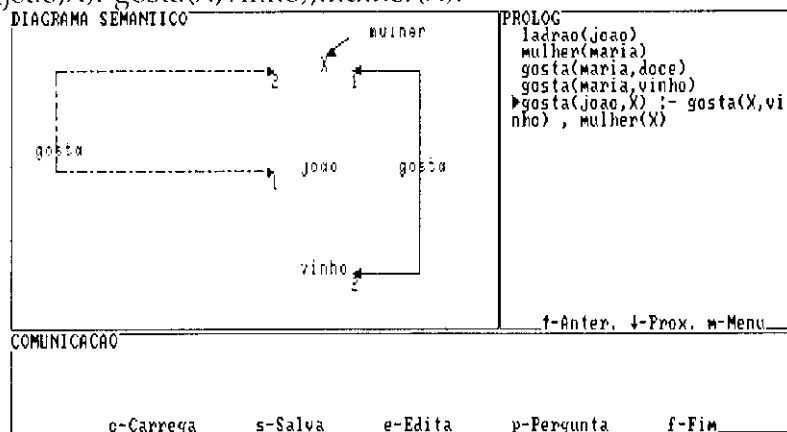 DIAGRAMA SEMANTICO
mulher
X
2
1
gosta
joao
gosta
1
vinho
2
PROLOG
ladrao(joao)
mulher(maria)
gosta(maria,doce)
gosta(maria,vinho)
gosta(joao,X) :- gosta(X,vi
nho) , mulher(X)
↑-Anter. ↓-Prox. m-Menu
COMUNICACAO
c-Carrega s-Salva e-Edita p-Pergunta f-Fim